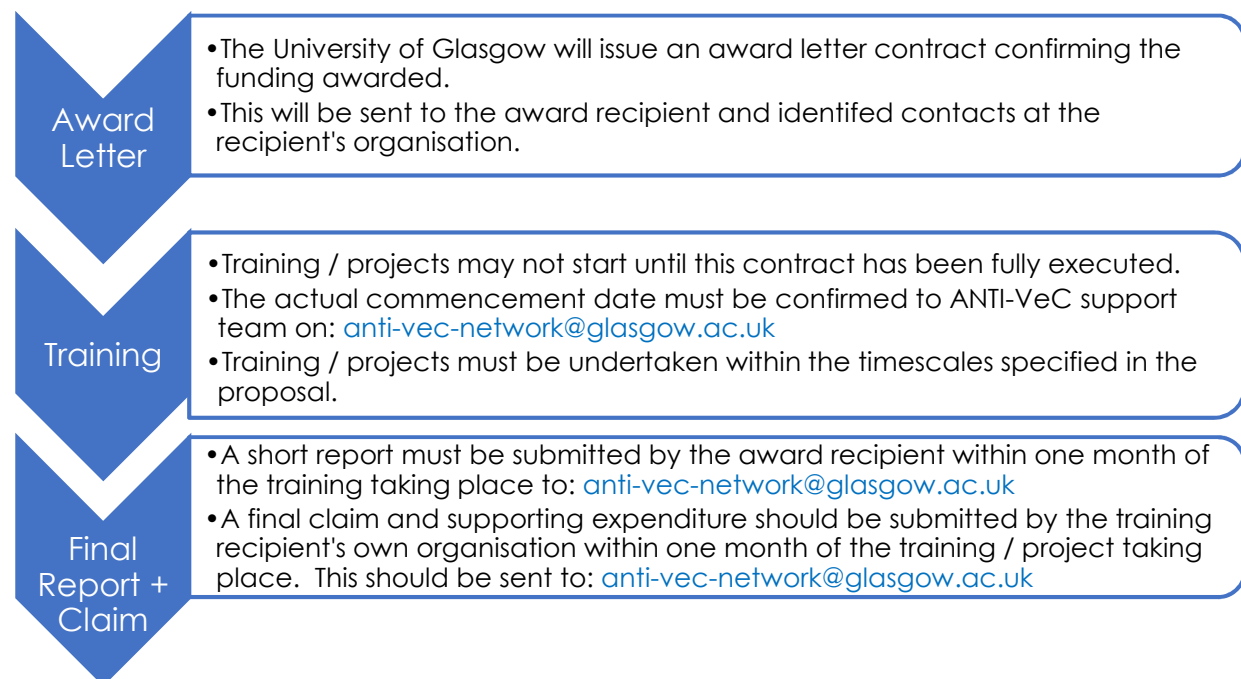 Award
Letter
•The University of Glasgow will issue an award letter contract confirming the
funding awarded.
•This will be sent to the award recipient and identifed contacts at the
recipient's organisation.
Training
•Training / projects may not start until this contract has been fully executed.
•The actual commencement date must be confirmed to ANTI-VeC support
team on: anti-vec-network@glasgow.ac.uk
•Training / projects must be undertaken within the timescales specified in the
proposal.
Final
Report +
Claim
•A short report must be submitted by the award recipient within one month of
the training taking place to: anti-vec-network@glasgow.ac.uk
•A final claim and supporting expenditure should be submitted by the training
recipient's own organisation within one month of the training / project taking
place.  This should be sent to: anti-vec-network@glasgow.ac.uk